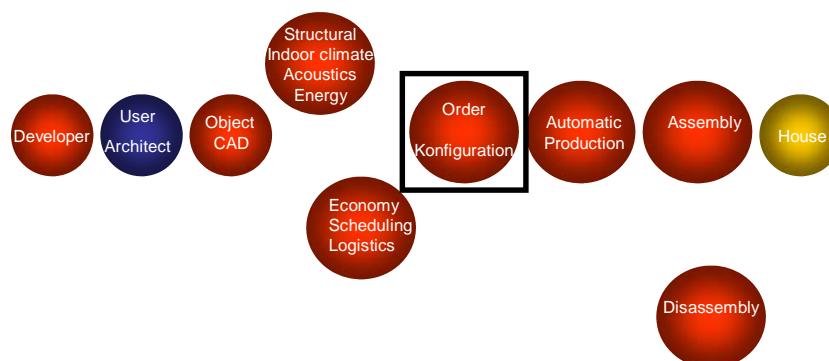 Developer
User
Architect
Object
CAD
Structural
Indoor climate
Acoustics
Energy
Economy
Scheduling
Logistics
Order
Konfiguration
Automatic
Production
Assembly
House
Disassembly